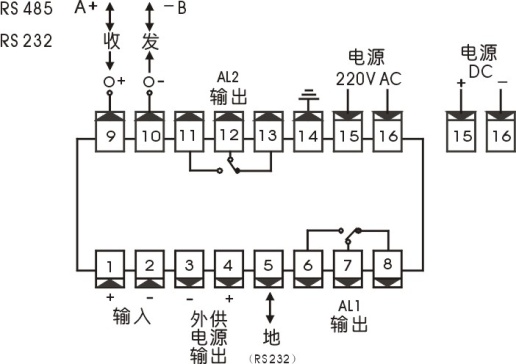 RS 485 A+ -B
RS 232 收 发
+ -
AL2
输出
电源
220V AC
电源
DC
+ -
9 10 11 12 13 14 15 16 15 16
1 2 3 4 5 6 7 8
+ - - +
输入
外供
电源
输出
地
(RS232)
AL1
输出